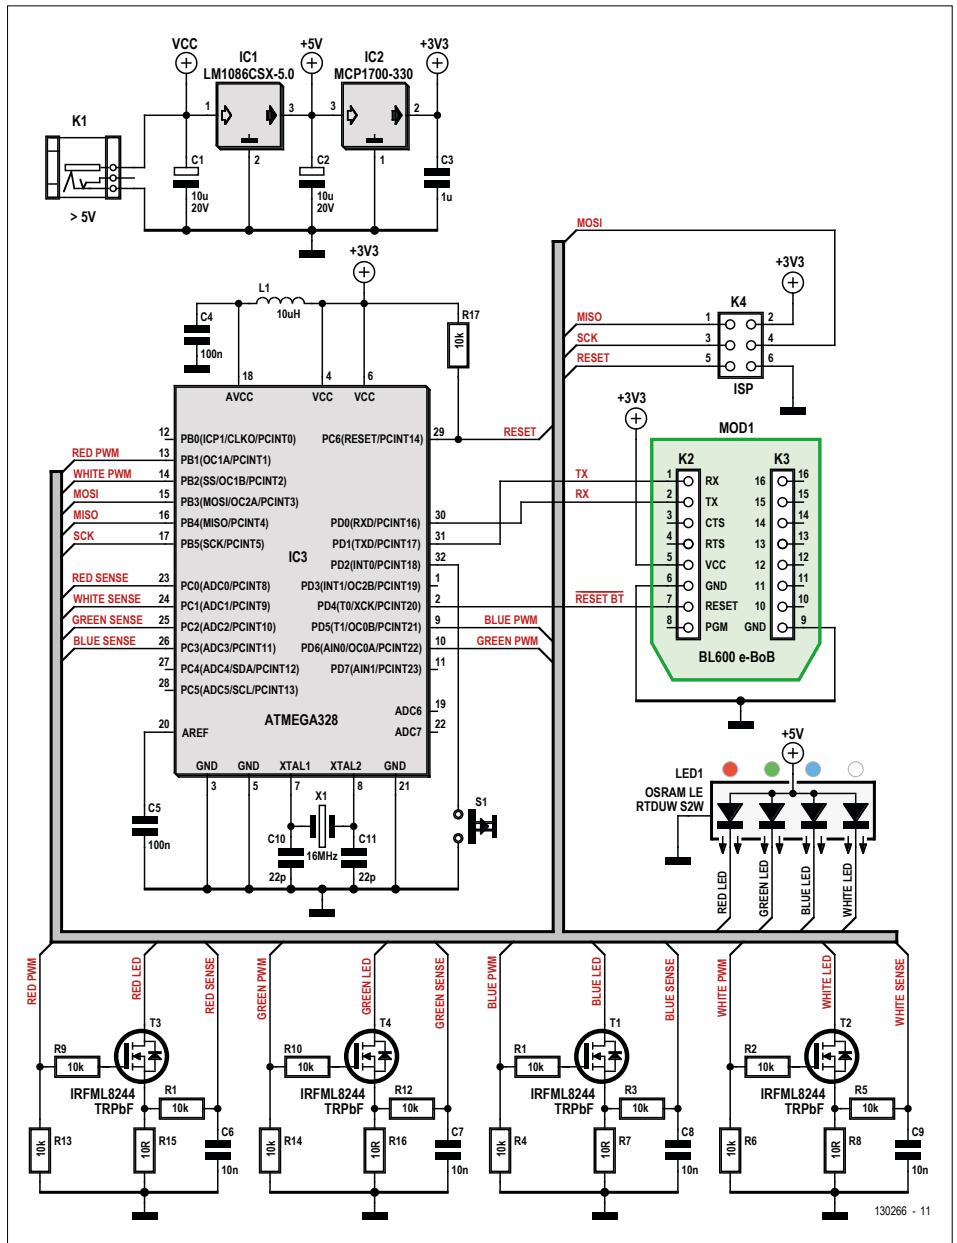 VCC
IC1
LM1086CSX-5.0
+5V
IC2
MCP1700-330
+3V3
K1
> 5V
1
3
2
3
2
1
C1
10u
20V
C2
10u
20V
C3
1u
MOSI
+3V3
K4
MISO
1
2
SCK
3
4
RESET
5
6
ISP
+3V3
L1
10uH
C4
100n
R17
10k
18
4
6
AVCC
VCC
VCC
12
PB0(ICP1/CLKO/PCINT0)
RED PWM
13
PB1(OC1A/PCINT1)
WHITE PWM
14
PB2(SS/OC1B/PCINT2)
MOSI
15
PB3(MOSI/OC2A/PCINT3)
MISO
16
PB4(MISO/PCINT4)
SCK
17
PB5(SCK/PCINT5)
RED SENSE
23
PC0(ADC0/PCINT8)
WHITE SENSE
24
PC1(ADC1/PCINT9)
GREEN SENSE
25
PC2(ADC2/PCINT10)
BLUE SENSE
26
PC3(ADC3/PCINT11)
27
PC4(ADC4/SDA/PCINT12)
28
PC5(ADC5/SCL/PCINT13)
20
AREF
IC3
ATMEGA328
PC6(RESET/PCINT14)
29
RESET
PD0(RXD/PCINT16)
30
PD1(TXD/PCINT17)
31
PD2(INT0/PCINT18)
32
PD3(INT1/OC2B/PCINT19)
1
PD4(T0/XCK/PCINT20)
2
PD5(T1/OC0B/PCINT21)
9
BLUE PWM
PD6(AIN0/OC0A/PCINT22)
10
GREEN PWM
PD7(AIN1/PCINT23)
11
ADC6
19
ADC7
22
GND
GND
XTAL1
XTAL2
GND
3
5
7
8
21
C5
100n
X1
16MHz
C10
22p
C11
22p
S1
TX
RX
RESET BT
+3V3
MOD1
K2
K3
1
RX
16
16
2
TX
15
15
3
CTS
14
14
4
RTS
13
13
5
VCC
12
12
6
GND
11
11
7
RESET
10
10
8
PGM
GND
9
BL600 e-BoB
+5V
LED1
OSRAM LE
RTDUW S2W
RED LED
GREEN LED
BLUE LED
WHITE LED
RED PWM
RED LED
RED SENSE
T3
R9
10k
IRFML8244
TRPbF
R1
10k
R13
10k
R15
10R
C6
10n
GREEN PWM
GREEN LED
GREEN SENSE
T4
R10
10k
IRFML8244
TRPbF
R12
10k
R14
10k
R16
10R
C7
10n
BLUE PWM
BLUE LED
BLUE SENSE
T1
R1
10k
IRFML8244
TRPbF
R3
10k
R4
10k
R7
10R
C8
10n
WHITE PWM
WHITE LED
WHITE SENSE
T2
R2
10k
IRFML8244
TRPbF
R5
10k
R6
10k
R8
10R
C9
10n
130266 - 11